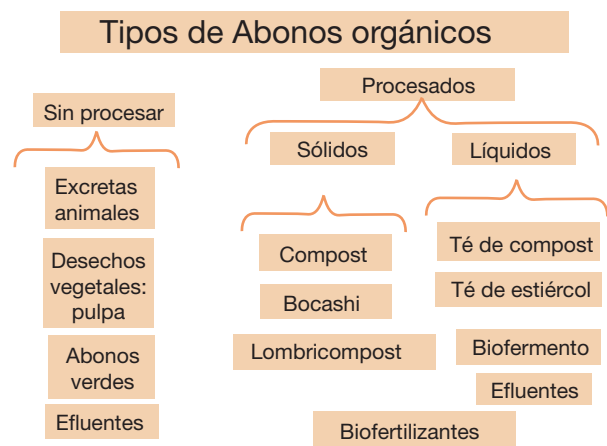 Tipos de Abonos orgánicos
Sin procesar
Excretas
animales
Desechos
vegetales:
pulpa
Abonos
verdes
Efluentes
Procesados
Sólidos
Compost
Bocashi
Lombricompost
Líquidos
Té de compost
Té de estiércol
Biofermento
Efluentes
Biofertilizantes